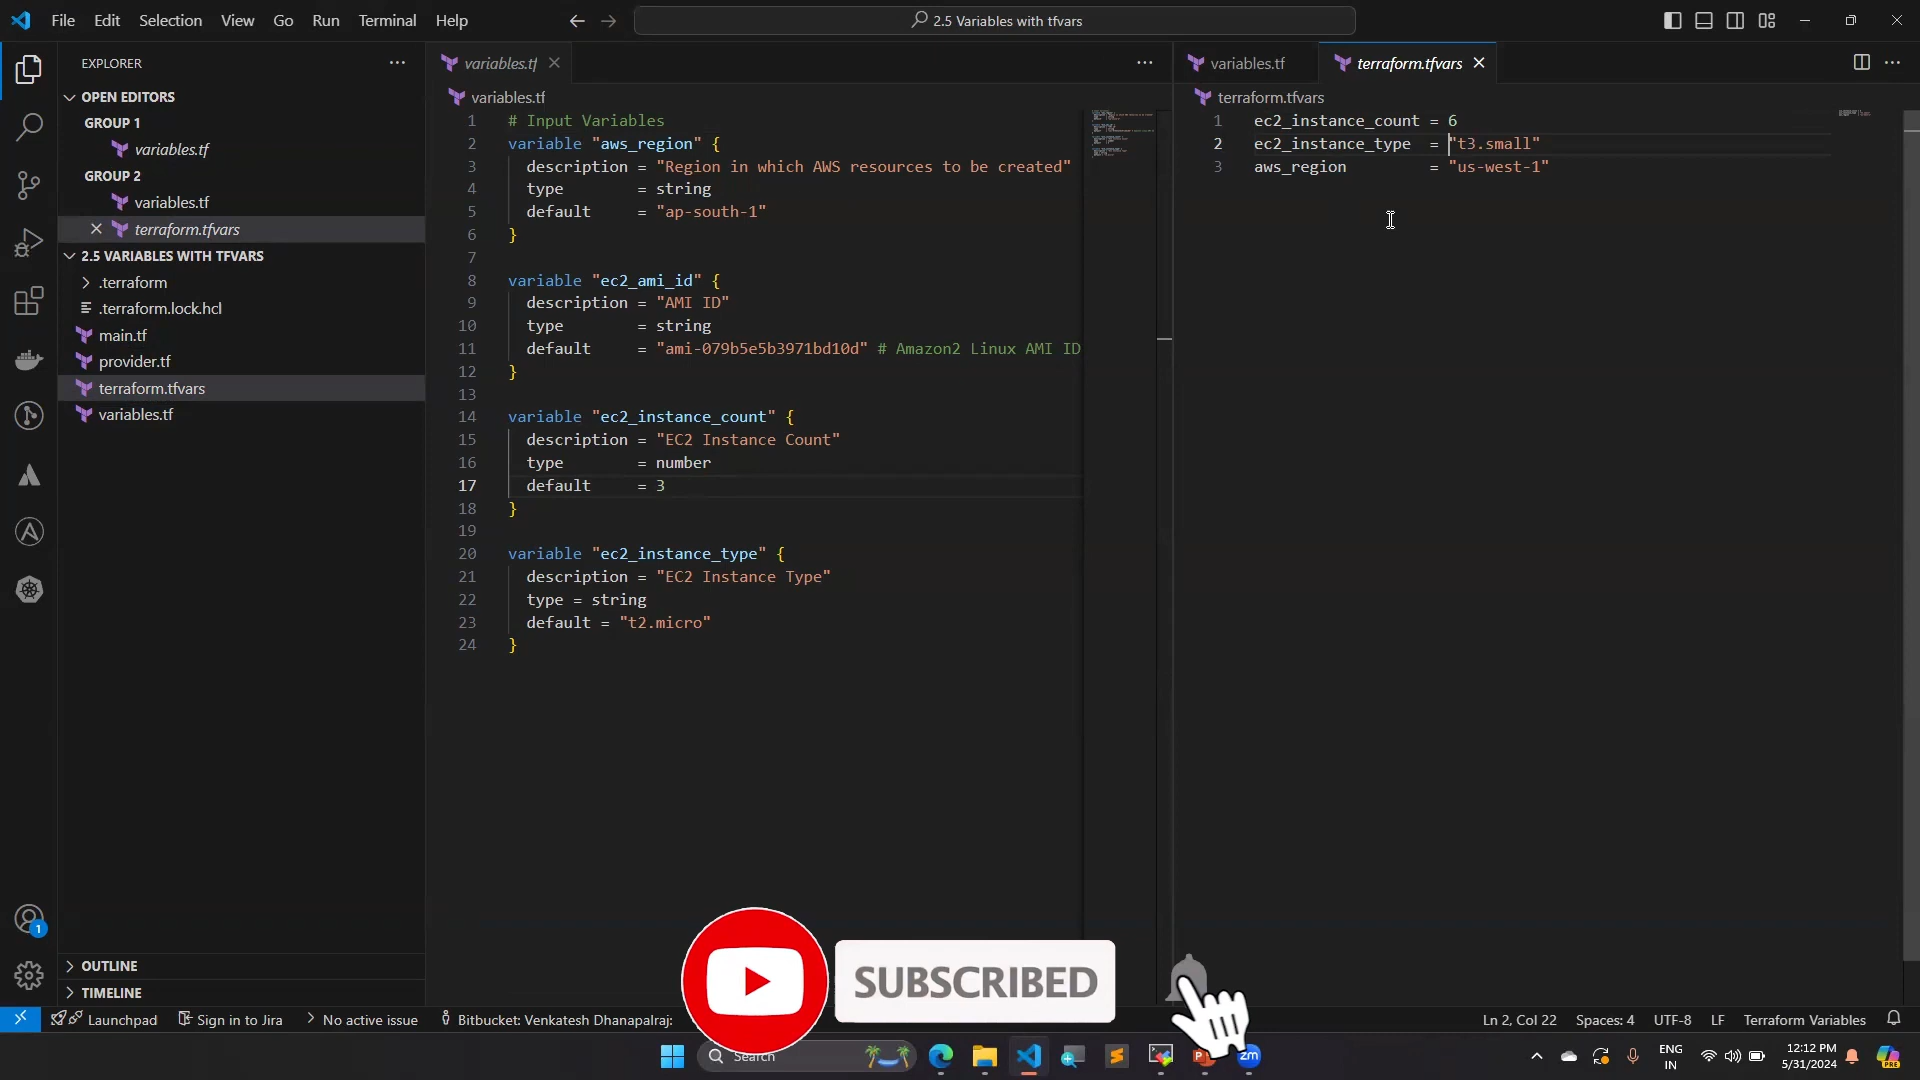 File Edit Selection View Go Run Terminal Help
2.5 Variables with tfvars
EXPLORER
OPEN EDITORS
GROUP 1
variables.tf
GROUP 2
variables.tf
terraform.tfvars
2.5 VARIABLES WITH TFVARS
.terraform
.terraform.lock.hcl
main.tf
provider.tf
terraform.tfvars
variables.tf
OUTLINE
TIMELINE
variables.tf
variables.tf
1 # Input Variables
2 variable "aws_region" {
3 description = "Region in which AWS resources to be created"
4 type = string
5 default = "ap-south-1"
6 }
7
8 variable "ec2_ami_id" {
9 description = "AMI ID"
10 type = string
11 default = "ami-079b5e5b3971bd10d" # Amazon2 Linux AMI ID
12 }
13
14 variable "ec2_instance_count" {
15 description = "EC2 Instance Count"
16 type = number
17 default = 3
18 }
19
20 variable "ec2_instance_type" {
21 description = "EC2 Instance Type"
22 type = string
23 default = "t2.micro"
24 }
variables.tf terraform.tfvars
terraform.tfvars
1 ec2_instance_count = 6
2 ec2_instance_type = "t3.small"
3 aws_region = "us-west-1"
SUBSCRIBED
1
Launchpad Sign in to Jira No active issue Bitbucket: Venkatesh Dhanapalraj:
Ln 2, Col 22 Spaces: 4 UTF-8 LF Terraform Variables
Search
zm
ENG
IN
12:12 PM
5/31/2024
PRE